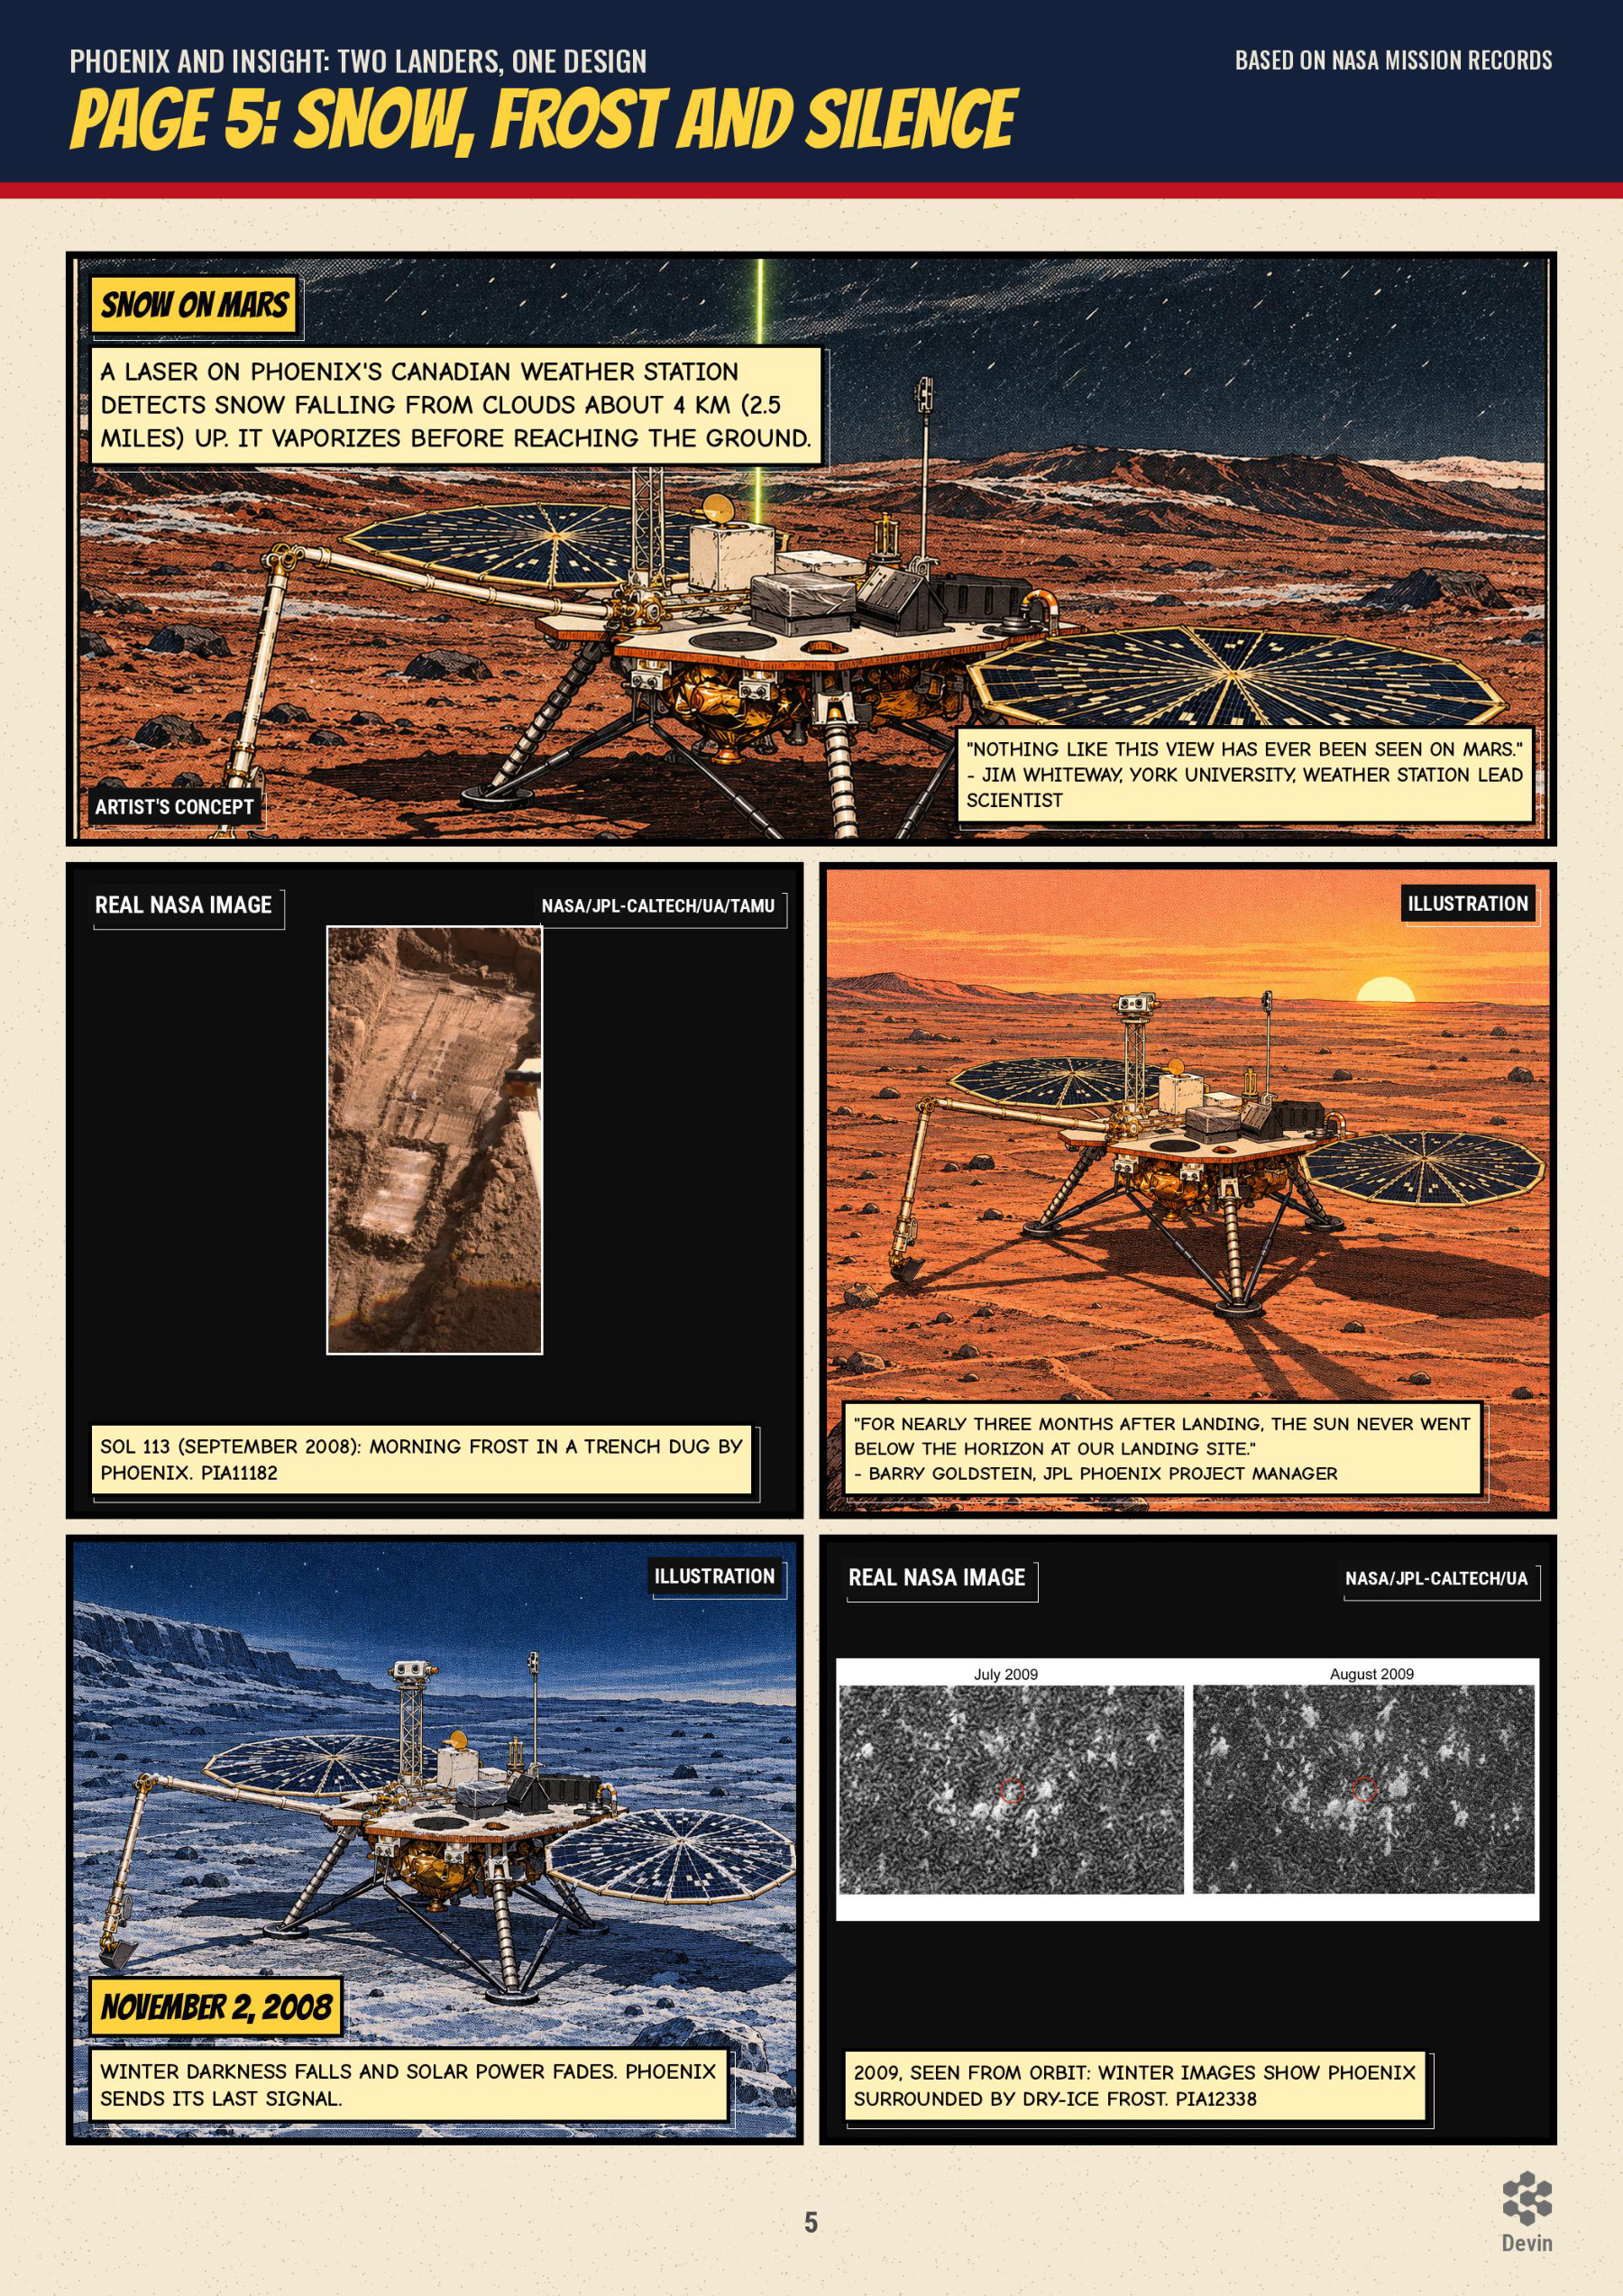 PHOENIX AND INSIGHT: TWO LANDERS, ONE DESIGN
BASED ON NASA MISSION RECORDS
PAGE 5: SNOW, FROST AND SILENCE
SNOW ON MARS
A LASER ON PHOENIX'S CANADIAN WEATHER STATION
DETECTS SNOW FALLING FROM CLOUDS ABOUT 4 KM (2.5
MILES) UP. IT VAPORIZES BEFORE REACHING THE GROUND.
"NOTHING LIKE THIS VIEW HAS EVER BEEN SEEN ON MARS."
- JIM WHITEWAY, YORK UNIVERSITY, WEATHER STATION LEAD
SCIENTIST
ARTIST'S CONCEPT
REAL NASA IMAGE
NASA/JPL-CALTECH/UA/TAMU
SOL 113 (SEPTEMBER 2008): MORNING FROST IN A TRENCH DUG BY
PHOENIX. PIA11182
ILLUSTRATION
"FOR NEARLY THREE MONTHS AFTER LANDING, THE SUN NEVER WENT
BELOW THE HORIZON AT OUR LANDING SITE."
- BARRY GOLDSTEIN, JPL PHOENIX PROJECT MANAGER
ILLUSTRATION
NOVEMBER 2, 2008
WINTER DARKNESS FALLS AND SOLAR POWER FADES. PHOENIX
SENDS ITS LAST SIGNAL.
REAL NASA IMAGE
NASA/JPL-CALTECH/UA
July 2009
August 2009
2009, SEEN FROM ORBIT: WINTER IMAGES SHOW PHOENIX
SURROUNDED BY DRY-ICE FROST. PIA12338
5
Devin